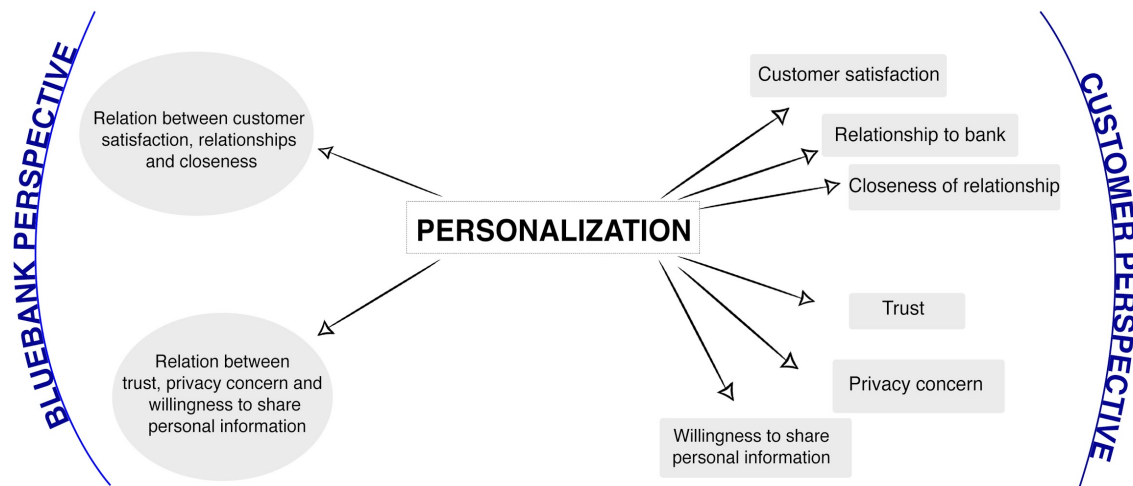 BLUEBANK PERSPECTIVE
Relation between customer
satisfaction, relationships
and closeness
Relation between
trust, privacy concern and
willingness to share
personal information
PERSONALIZATION
Customer satisfaction
Relationship to bank
Closeness of relationship
Trust
Privacy concern
Willingness to share
personal information
CUSTOMER PERSPECTIVE